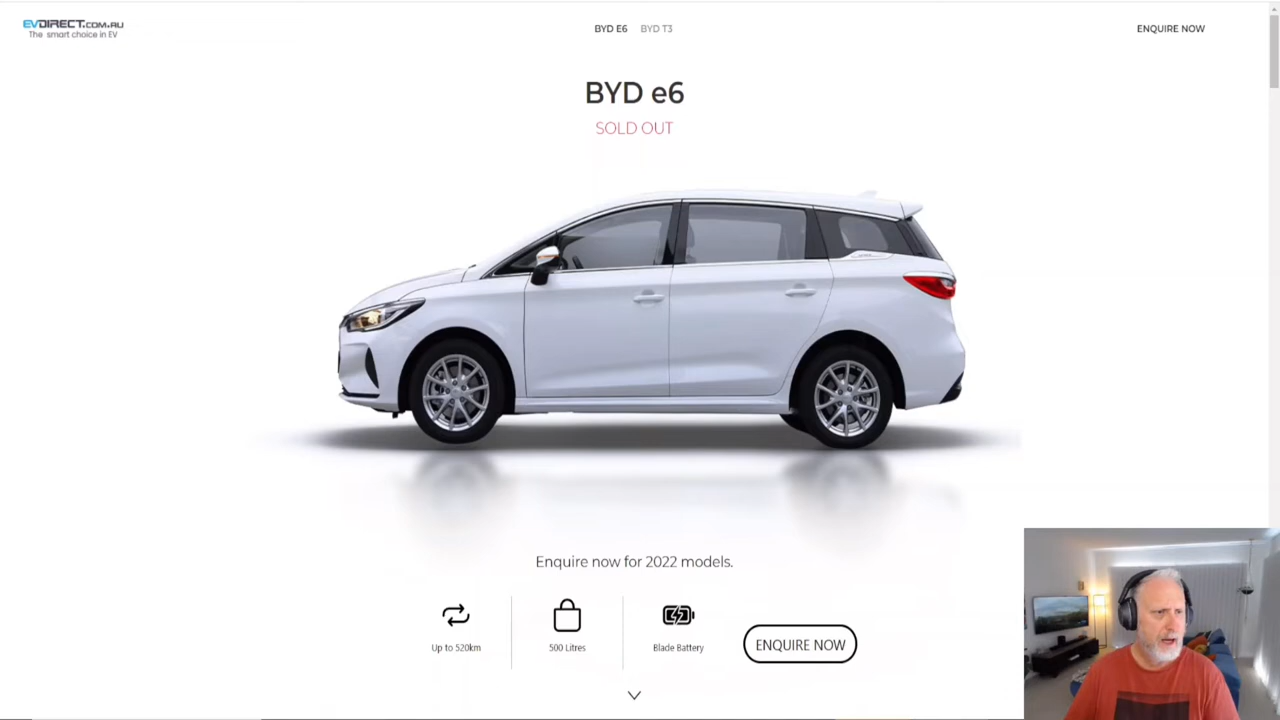 EVDIRECT.COM.AU
The smart choice in EV
BYD E6
BYD T3
ENQUIRE NOW
BYD e6
SOLD OUT
Enquire now for 2022 models.
Up to 520km
500 Litres
Blade Battery
ENQUIRE NOW